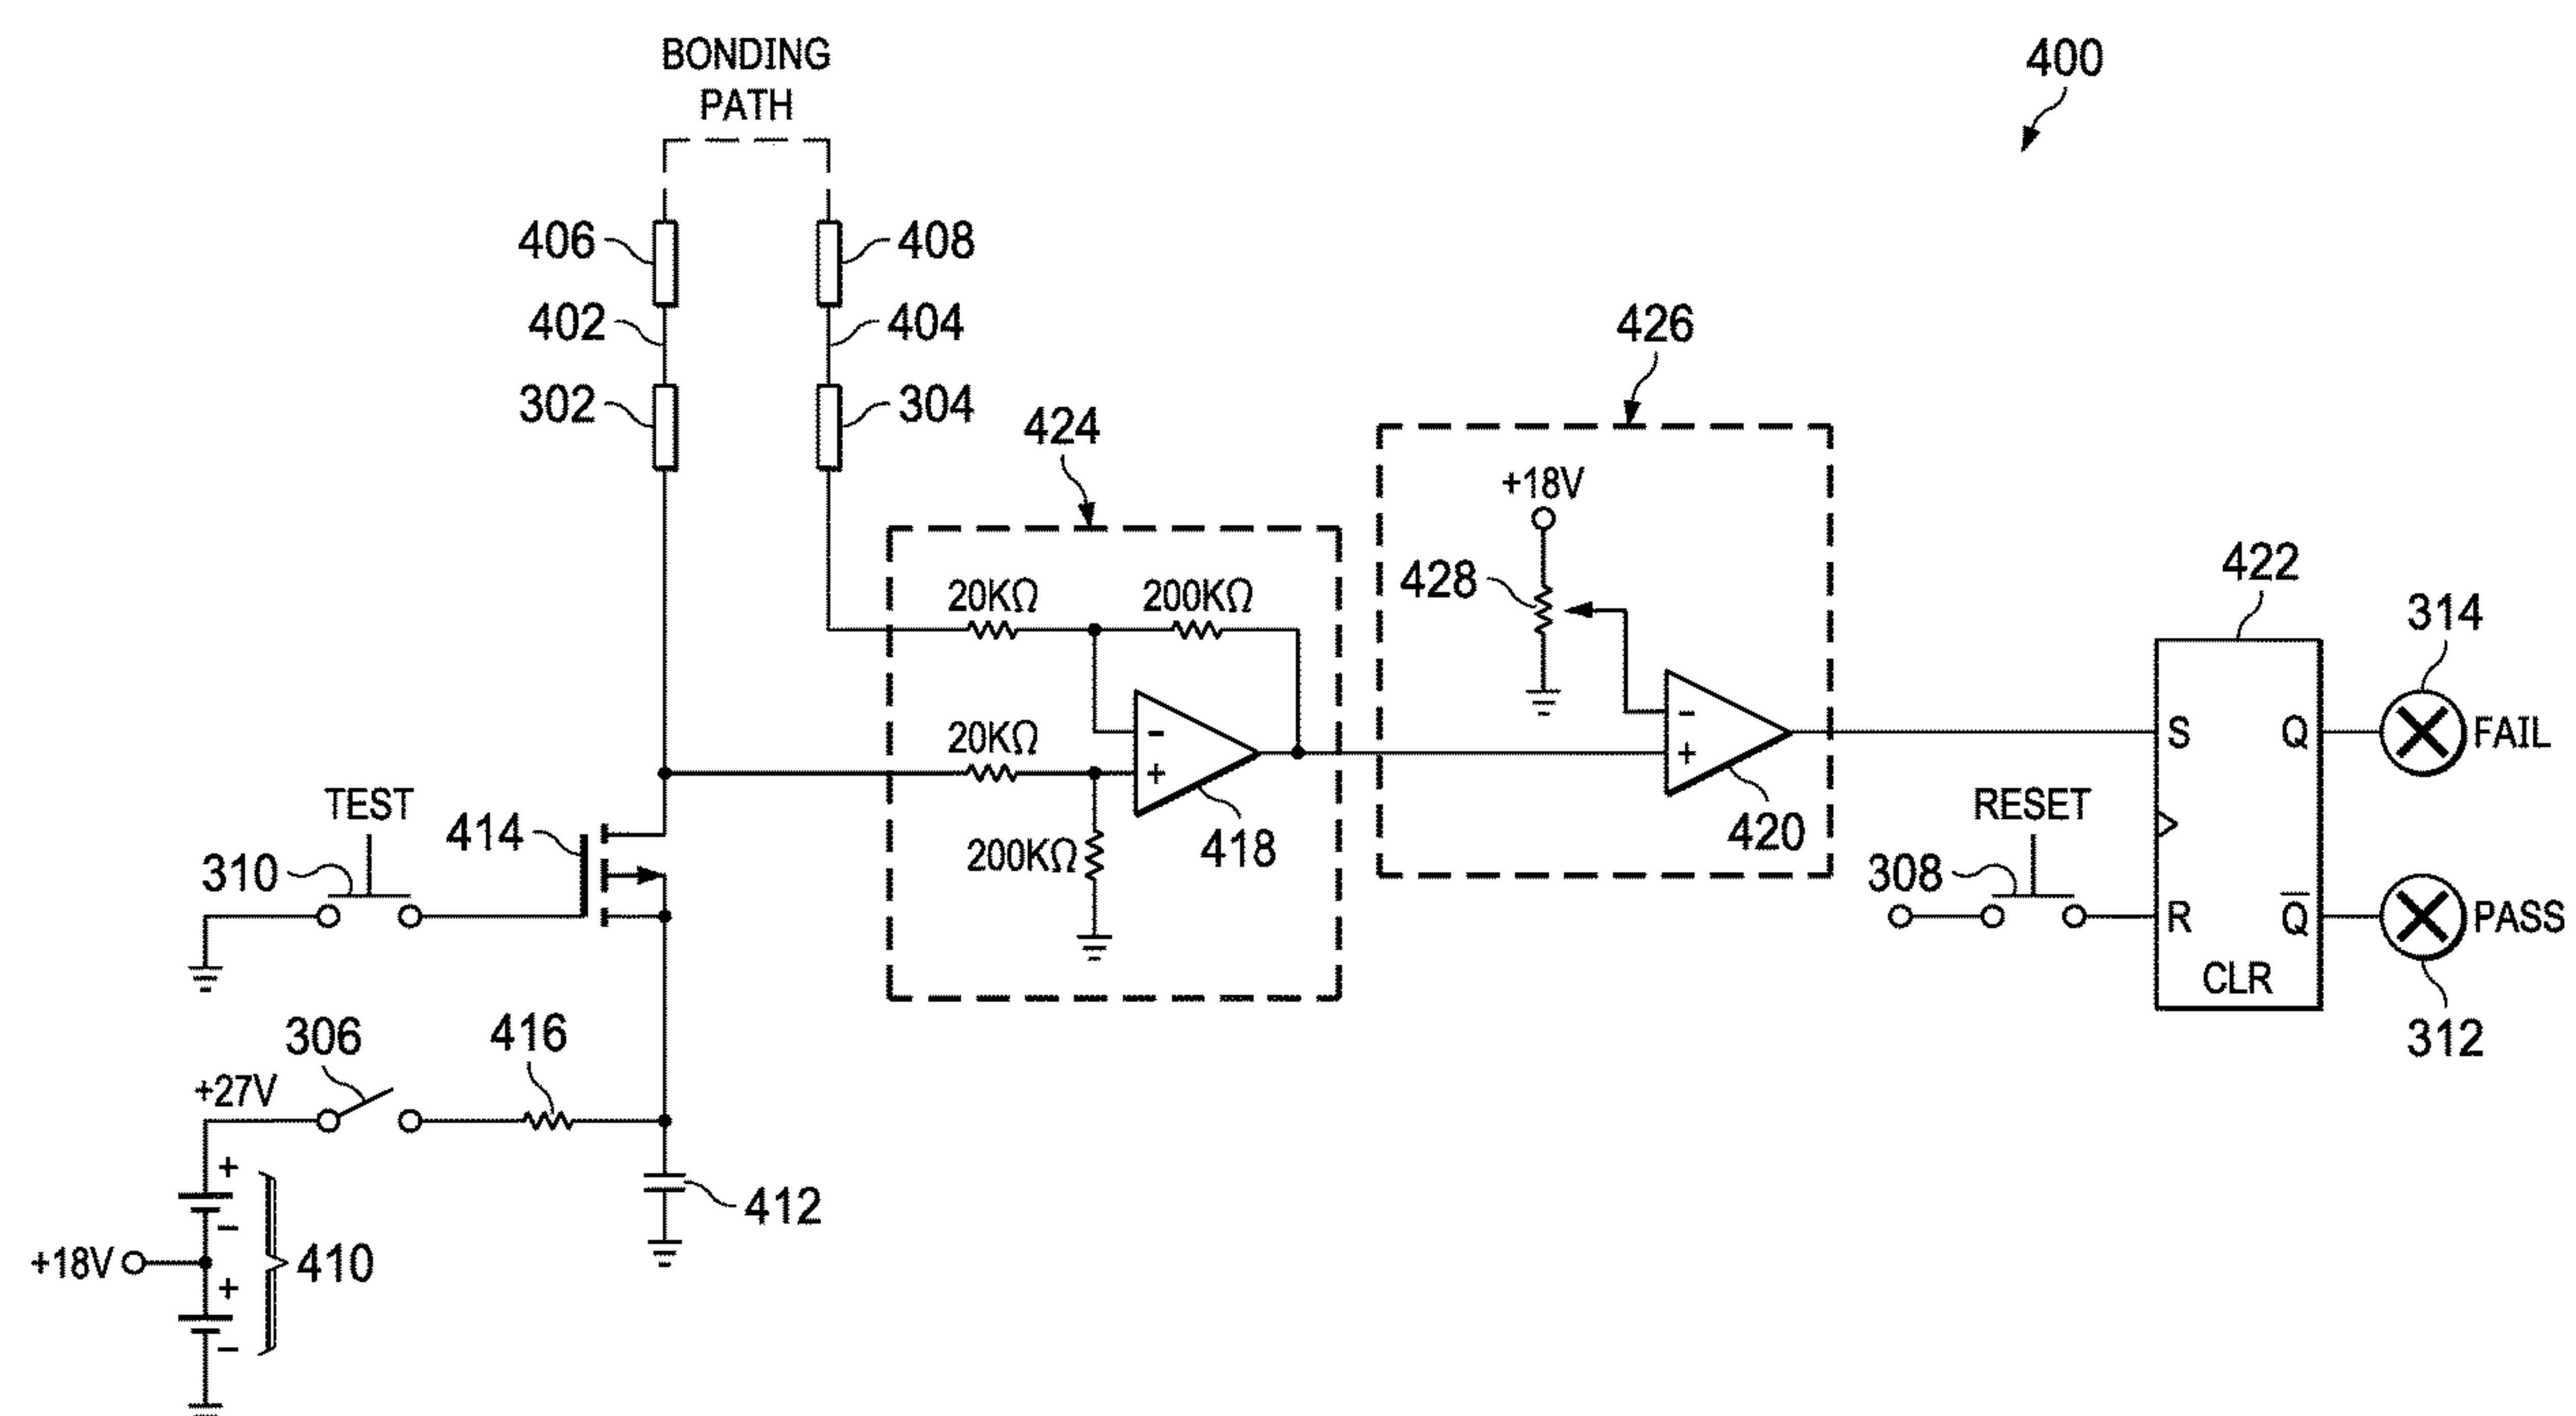 BONDING
PATH
400
406
408
402
404
302
304
426
424
+18V
428
422
20KΩ
200KΩ
314
-
20KΩ
-
+
S
Q
FAIL
TEST
+
414
418
420
RESET
310
200KΩ
308
R
Q̅
PASS
CLR
306
416
312
+27V
+
412
-
+18V
+
410
-